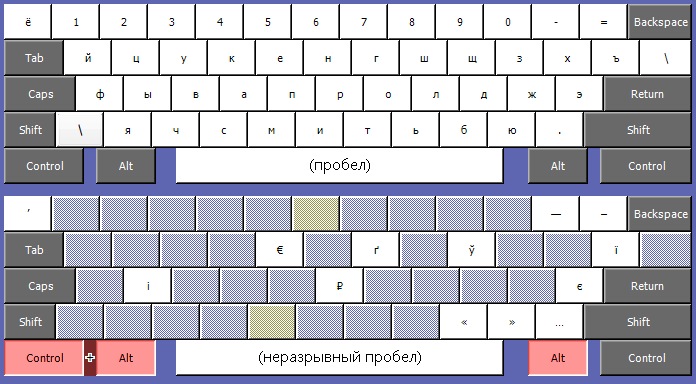 ё 1 2 3 4 5 6 7 8 9 0 - = Backspace
Tab й ц у к е н г ш щ з х ъ \
Caps ф ы в а п р о л д ж э Return
Shift \ я ч с м и т ь б ю . Shift
Control Alt (пробел) Alt Control
’ — – Backspace
Tab € ґ ў ї
Caps і ₽ є Return
Shift « » … Shift
Control Alt (неразрывный пробел) Alt Control